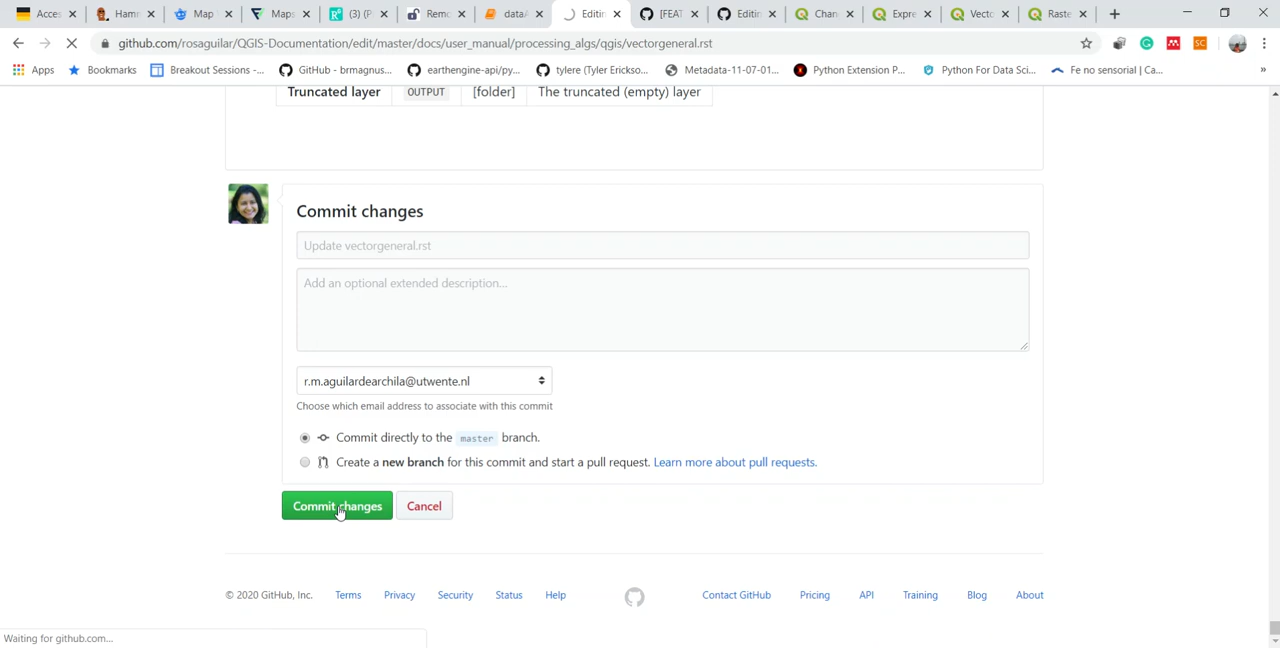 Acces
Hamn
Map
Maps
(3) (P
Remo
dataA
Editin
[FEAT
Editin
Chan
Expre
Vecto
Raste
github.com/rosaguilar/QGIS-Documentation/edit/master/docs/user_manual/processing_algs/qgis/vectorgeneral.rst
Apps
Bookmarks
Breakout Sessions -...
GitHub - brmagnus...
earthengine-api/py...
tylere (Tyler Erickso...
Metadata-11-07-01...
Python Extension P...
Python For Data Sci...
Fe no sensorial | Ca...
»
Truncated layer OUTPUT [folder] The truncated (empty) layer
Commit changes
Update vectorgeneral.rst
Add an optional extended description...
r.m.aguilardearchila@utwente.nl
Choose which email address to associate with this commit
Commit directly to the master branch.
Create a new branch for this commit and start a pull request. Learn more about pull requests.
Commit changes Cancel
© 2020 GitHub, Inc. Terms Privacy Security Status Help Contact GitHub Pricing API Training Blog About
Waiting for github.com...